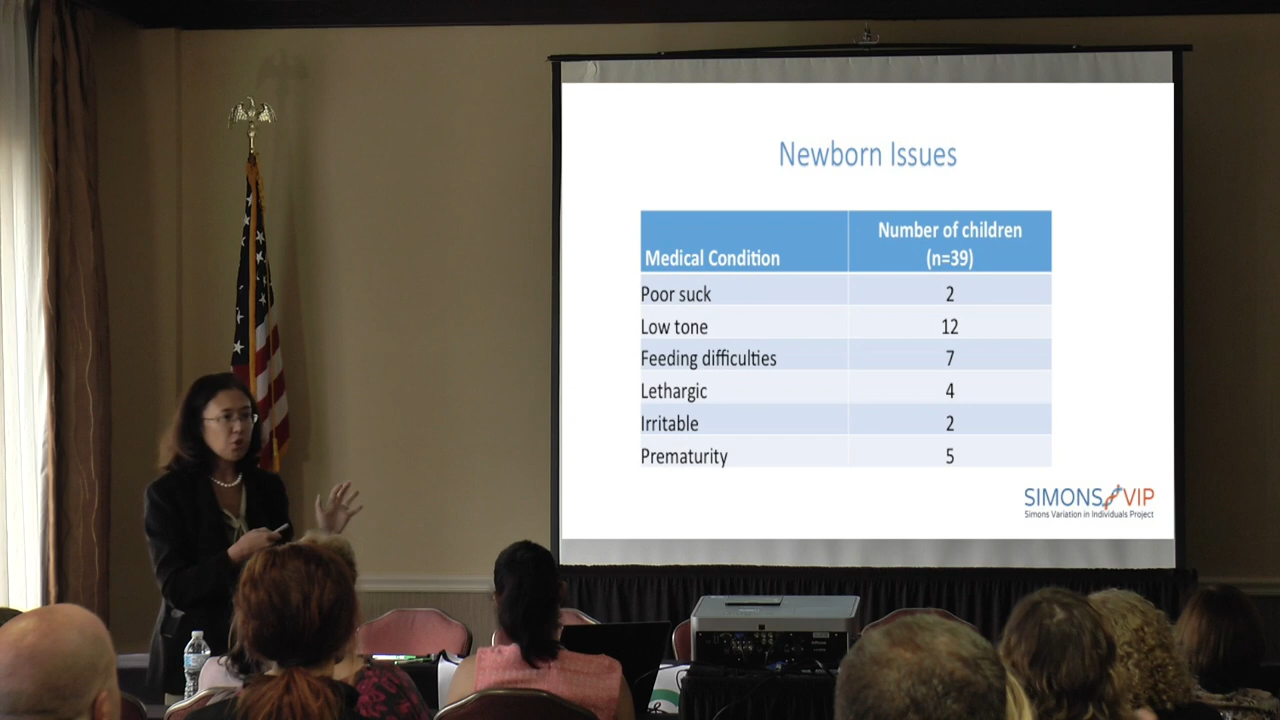 Newborn Issues
Medical Condition
Number of children
(n=39)
Poor suck 2
Low tone 12
Feeding difficulties 7
Lethargic 4
Irritable 2
Prematurity 5
SIMONS VIP
Simons Variation in Individuals Project